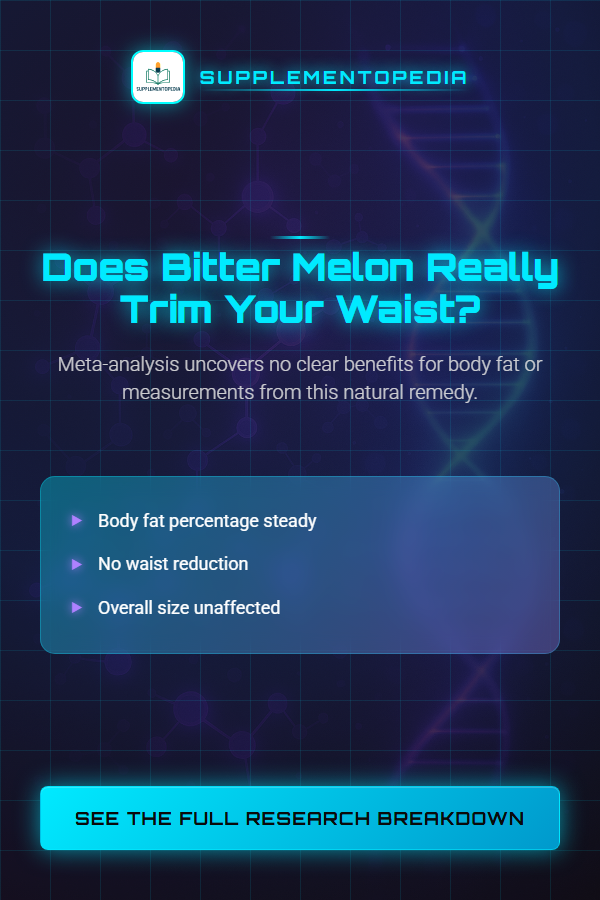 SUPPLEMENTOPEDIA
SUPPLEMENTOPEDIA
Does Bitter Melon Really
Trim Your Waist?
Meta-analysis uncovers no clear benefits for body fat or
measurements from this natural remedy.
Body fat percentage steady
No waist reduction
Overall size unaffected
SEE THE FULL RESEARCH BREAKDOWN